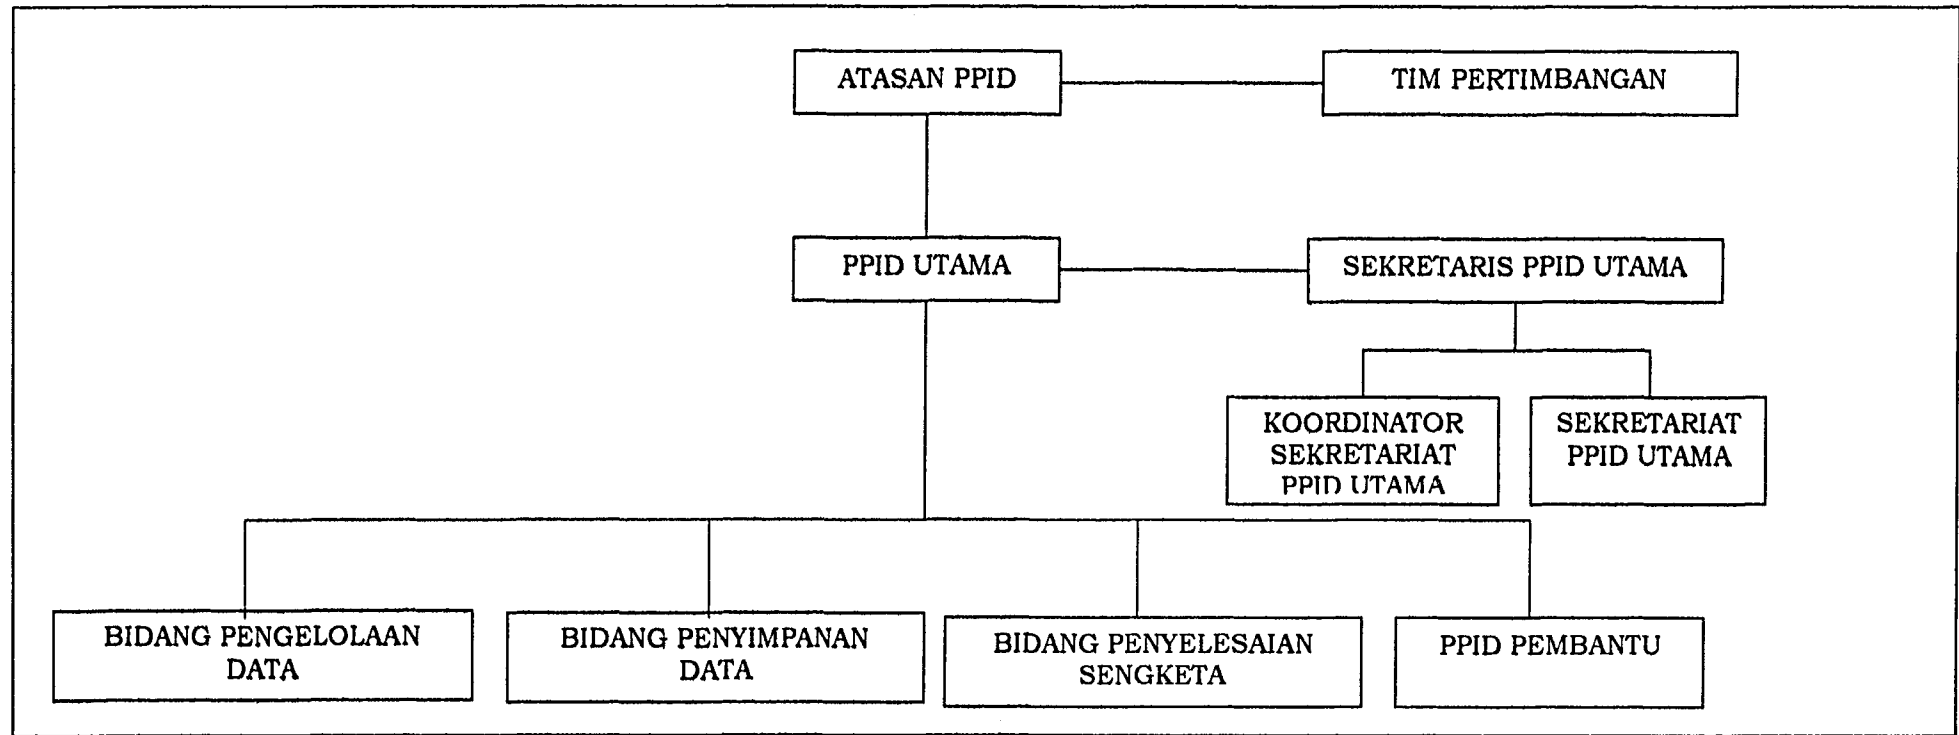 ATASAN PPID
TIM PERTIMBANGAN
PPID UTAMA
SEKRETARIS PPID UTAMA
KOORDINATOR
SEKRETARIAT
PPID UTAMA
SEKRETARIAT
PPID UTAMA
BIDANG PENGELOLAAN
DATA
BIDANG PENYIMPANAN
DATA
BIDANG PENYELESAIAN
SENGKETA
PPID PEMBANTU